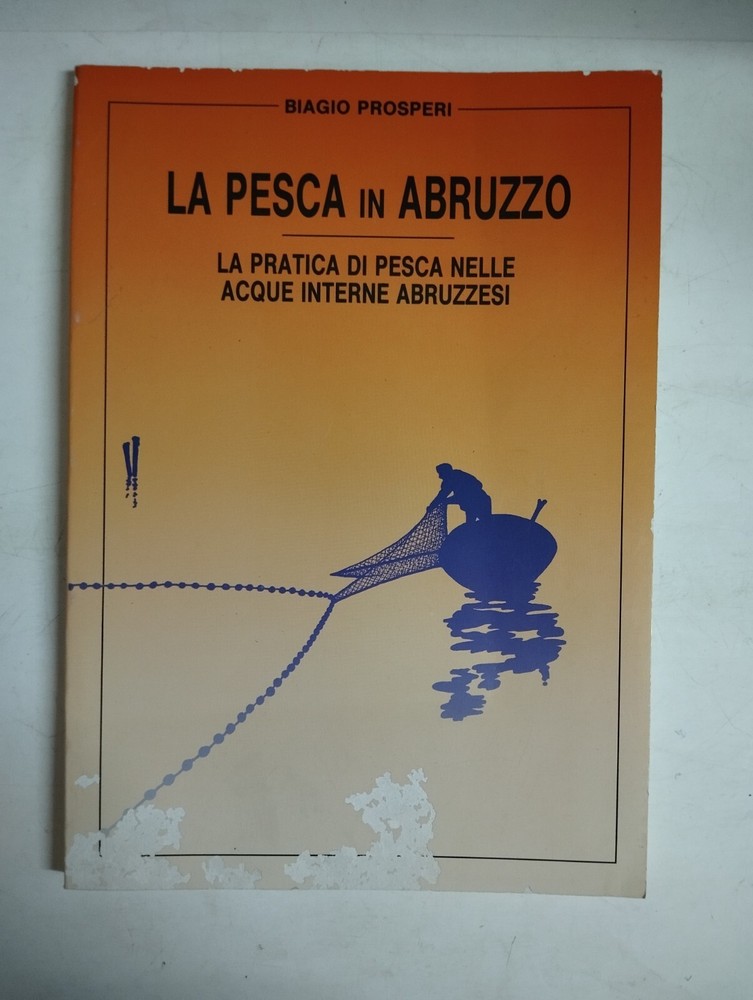 BIAGIO PROSPERI
LA PESCA IN ABRUZZO
LA PRATICA DI PESCA NELLE
ACQUE INTERNE ABRUZZESI